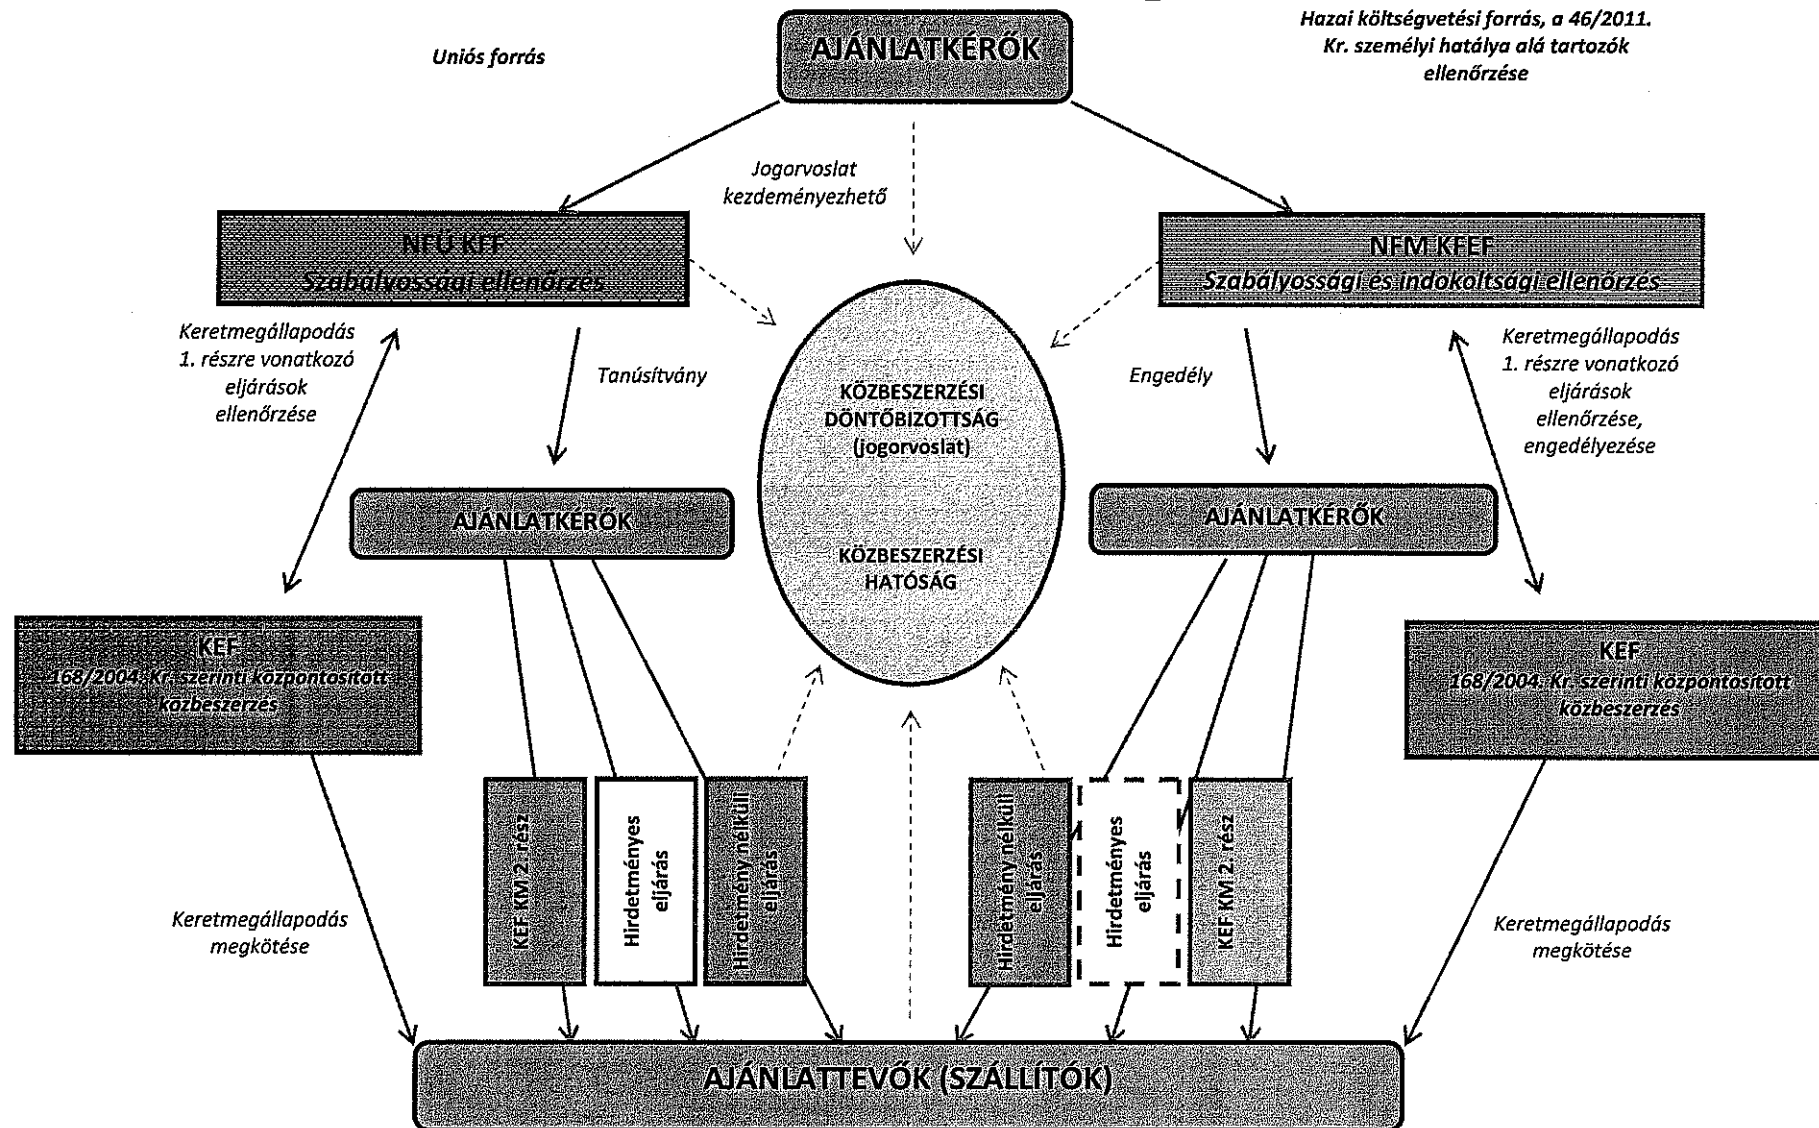 Uniós forrás
AJÁNLATKÉRŐK
Hazai költségvetési forrás, a 46/2011.
Kr. személyi hatálya alá tartozók
ellenőrzése
Jogorvoslat
kezdeményezhető
NFÜ KFF
Szabályossági ellenőrzés
NFM KFEF
Szabályossági és indokoltsági ellenőrzés
Keretmegállapodás
1. részre vonatkozó
eljárások
ellenőrzése
Tanúsítvány
KÖZBESZERZÉSI
DÖNTŐBIZOTTSÁG
(jogorvoslat)
KÖZBESZERZÉSI
HATÓSÁG
Engedély
Keretmegállapodás
1. részre vonatkozó
eljárások
ellenőrzése,
engedélyezése
AJÁNLATKÉRŐK
AJÁNLATKÉRŐK
KEF
168/2004. Kr. szerinti központosított
közbeszerzés
KEF
168/2004. Kr. szerinti központosított
közbeszerzés
KEF KM 2. rész
Hirdetményes
eljárás
Hirdetmény nélküli
eljárás
Hirdetmény nélküli
eljárás
Hirdetményes
eljárás
KEF KM 2. rész
Keretmegállapodás
megkötése
Keretmegállapodás
megkötése
AJÁNLATTEVŐK (SZÁLLÍTÓK)